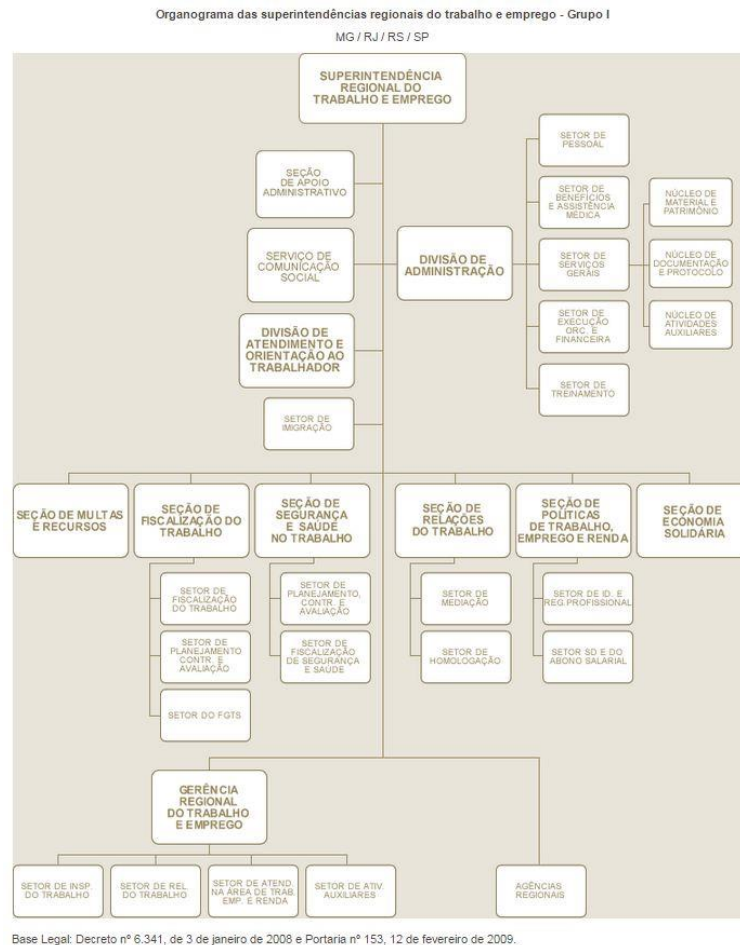 Organograma das superintendências regionais do trabalho e emprego - Grupo I
MG / RJ / RS / SP
SUPERINTENDÊNCIA
REGIONAL DO
TRABALHO E EMPREGO
SEÇÃO
DE APOIO
ADMINISTRATIVO
SERVIÇO DE
COMUNICAÇÃO
SOCIAL
DIVISÃO DE
ATENDIMENTO E
ORIENTAÇÃO AO
TRABALHADOR
SETOR DE
IMIGRAÇÃO
DIVISÃO DE
ADMINISTRAÇÃO
SETOR DE
PESSOAL
SETOR DE
BENEFÍCIOS
E ASSISTÊNCIA
MÉDICA
SETOR DE
SERVIÇOS
GERAIS
SETOR DE
EXECUÇÃO
ORC. E
FINANCEIRA
SETOR DE
TREINAMENTO
NÚCLEO DE
MATERIAL E
PATRIMÔNIO
NÚCLEO DE
DOCUMENTAÇÃO
E PROTOCOLO
NÚCLEO DE
ATIVIDADES
AUXILIARES
SEÇÃO DE MULTAS
E RECURSOS
SEÇÃO DE
FISCALIZAÇÃO DO
TRABALHO
SETOR DE
FISCALIZAÇÃO
DO TRABALHO
SETOR DE
PLANEJAMENTO
CONTR. E
AVALIAÇÃO
SETOR DO FGTS
SEÇÃO DE
SEGURANÇA
E SAÚDE
NO TRABALHO
SETOR DE
PLANEJAMENTO,
CONTR. E
AVALIAÇÃO
SETOR DE
FISCALIZAÇÃO
DE SEGURANÇA
E SAÚDE
SEÇÃO DE
RELAÇÕES
DO TRABALHO
SETOR DE
MEDIAÇÃO
SETOR DE
HOMOLOGAÇÃO
SEÇÃO DE
POLÍTICAS
DE TRABALHO,
EMPREGO E RENDA
SETOR DE ID. E
REG.PROFISSIONAL
SETOR SD E DO
ABONO SALARIAL
SEÇÃO DE
ECONOMIA
SOLIDÁRIA
GERÊNCIA
REGIONAL
DO TRABALHO
E EMPREGO
SETOR DE INSP.
DO TRABALHO
SETOR DE REL.
DO TRABALHO
SETOR DE ATEND.
NA ÁREA DE TRAB.
EMP. E RENDA
SETOR DE ATIV.
AUXILIARES
AGÊNCIAS
REGIONAIS
Base Legal: Decreto nº 6.341, de 3 de janeiro de 2008 e Portaria nº 153, 12 de fevereiro de 2009.